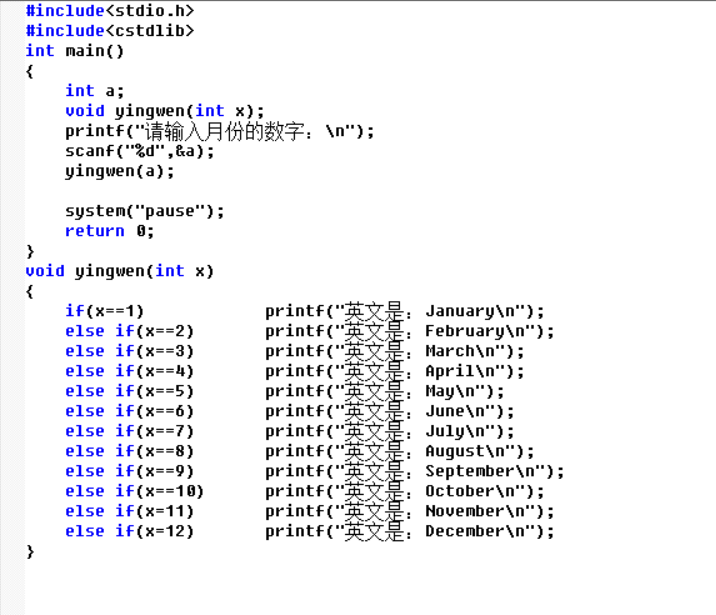 #include<stdio.h>
#include<cstdlib>
int main()
{
    int a;
    void yingwen(int x);
    printf("请输入月份的数字：\n");
    scanf("%d",&a);
    yingwen(a);

    system("pause");
    return 0;
}
void yingwen(int x)
{
    if(x==1)            printf("英文是：January\n");
    else if(x==2)       printf("英文是：February\n");
    else if(x==3)       printf("英文是：March\n");
    else if(x==4)       printf("英文是：April\n");
    else if(x==5)       printf("英文是：May\n");
    else if(x==6)       printf("英文是：June\n");
    else if(x==7)       printf("英文是：July\n");
    else if(x==8)       printf("英文是：August\n");
    else if(x==9)       printf("英文是：September\n");
    else if(x==10)      printf("英文是：October\n");
    else if(x=11)       printf("英文是：November\n");
    else if(x=12)       printf("英文是：December\n");
}